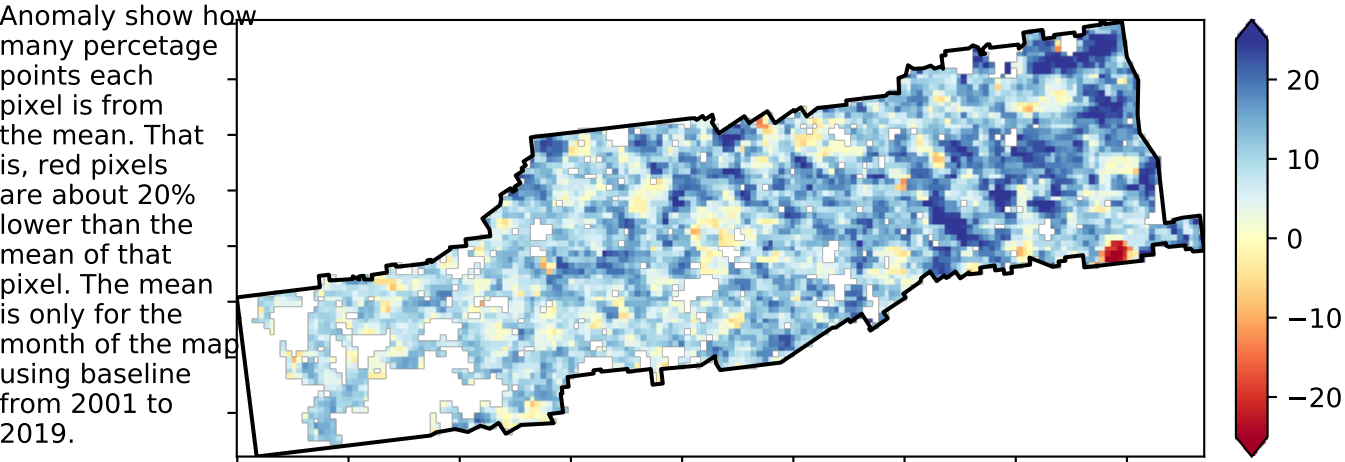 Anomaly show how
many percetage
points each
pixel is from
the mean. That
is, red pixels
are about 20%
lower than the
mean of that
pixel. The mean
is only for the
month of the map
using baseline
from 2001 to
2019.
20
10
0
−10
−20